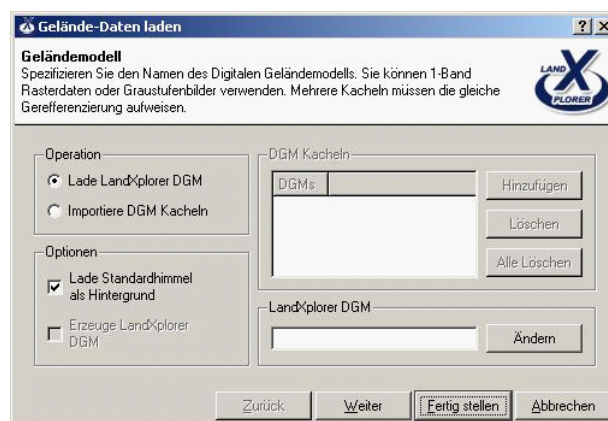 Gelände-Daten laden
Geländemodell
Spezifizieren Sie den Namen des Digitalen Geländemodells. Sie können 1-Band
Rasterdaten oder Graustufenbilder verwenden. Mehrere Kacheln müssen die gleiche
Gerefferenzierung aufweisen.
LAND
X
PLORER
Operation
Lade LandXplorer DGM
Importiere DGM Kacheln
Optionen
Lade Standardhimmel
als Hintergrund
Erzeuge LandXplorer
DGM
DGM Kacheln
DGMs
Hinzufügen
Löschen
Alle Löschen
LandXplorer DGM
Ändern
Zurück
Weiter
Fertig stellen
Abbrechen